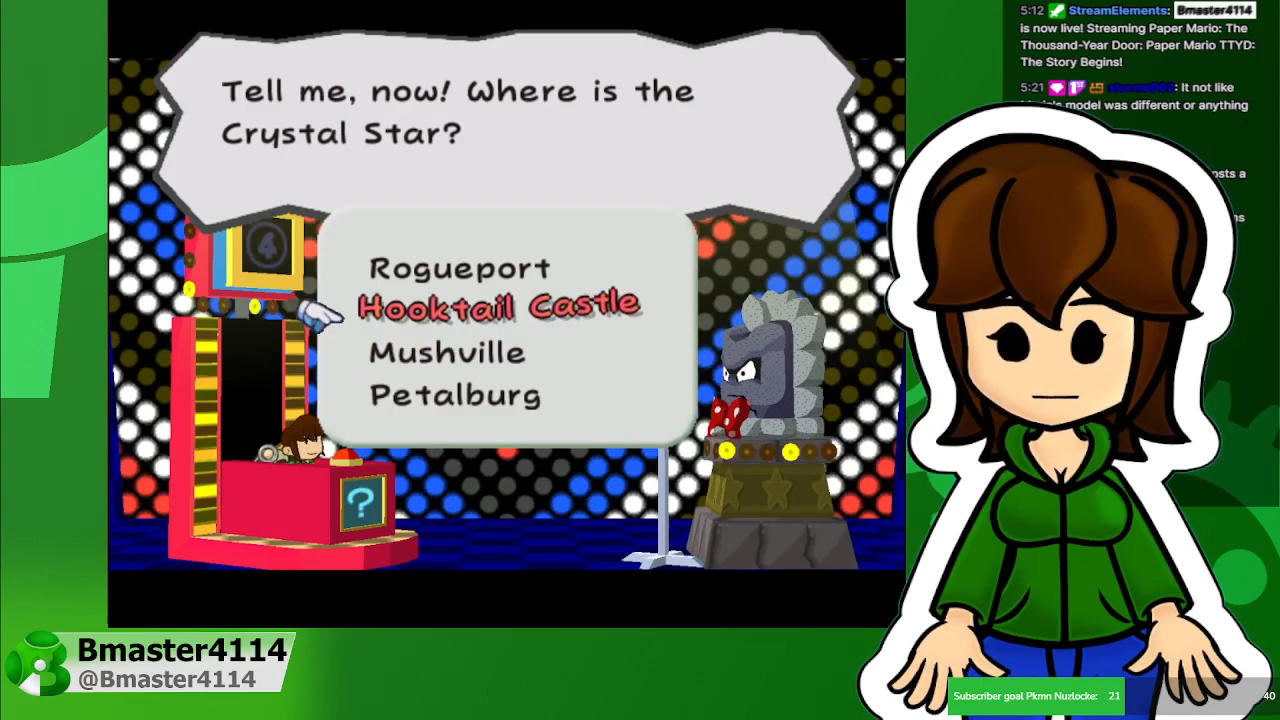 Tell me, now! Where is the
Crystal Star?
4
Rogueport
Hooktail Castle
Mushville
Petalburg
?
5:12 StreamElements: Bmaster4114
is now live! Streaming Paper Mario: The
Thousand-Year Door: Paper Mario TTYD:
The Story Begins!
5:21 It not like
model was different or anything
osts a
Bmaster4114
@Bmaster4114
Subscriber goal Pkmn Nuzlocke: 21
40